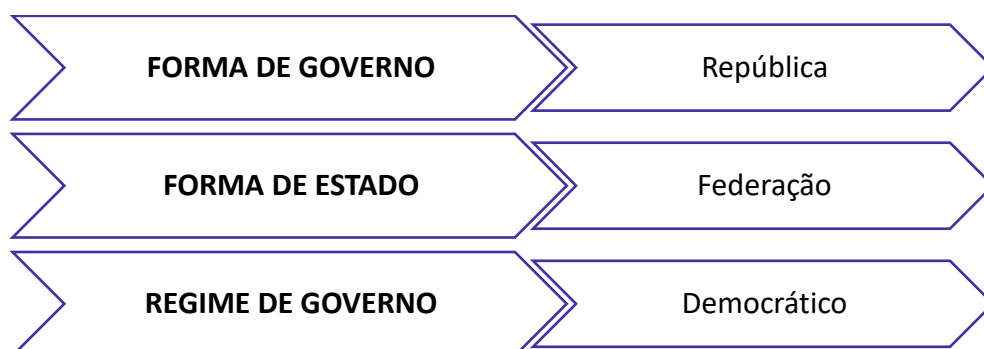 FORMA DE GOVERNO
República
FORMA DE ESTADO
Federação
REGIME DE GOVERNO
Democrático